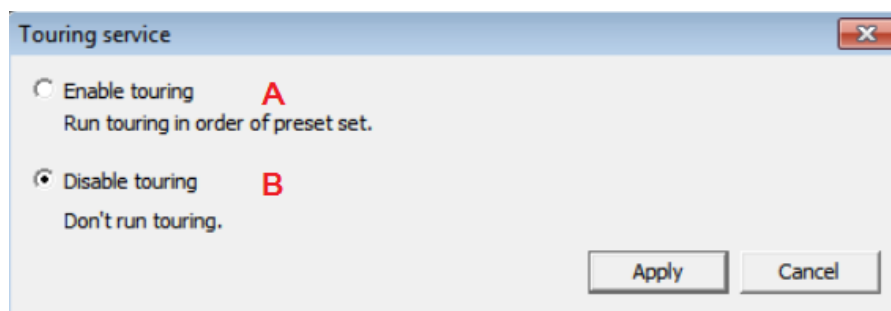 Touring service
Enable touring A
Run touring in order of preset set.
Disable touring B
Don't run touring.
Apply Cancel